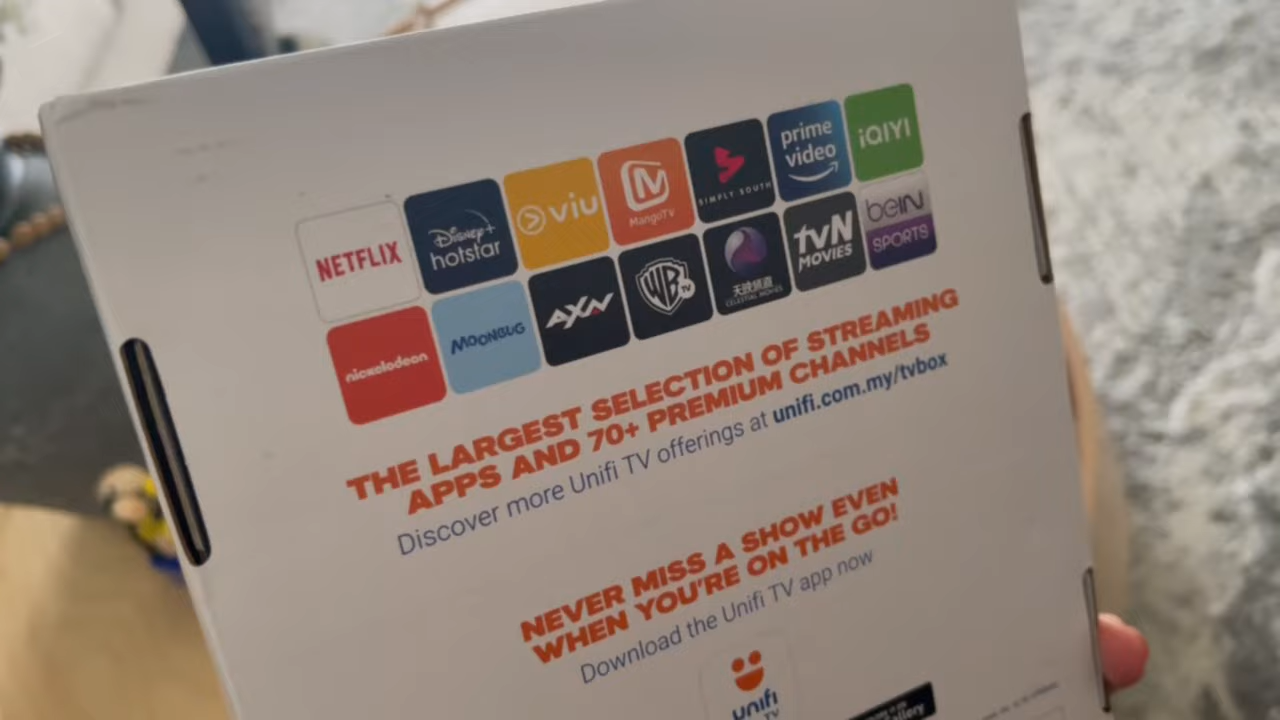 NETFLIX
Disney+
hotstar
viu
MangoTV
SIMPLY SOUTH
prime
video
iQIYI
nickelodeon
MOONBUG
AXN
WB TV
天映频道
CELESTIAL MOVIES
tvN
MOVIES
beIN
SPORTS
THE LARGEST SELECTION OF STREAMING
APPS AND 70+ PREMIUM CHANNELS
Discover more Unifi TV offerings at unifi.com.my/tvbox
NEVER MISS A SHOW EVEN
WHEN YOU'RE ON THE GO!
Download the Unifi TV app now
unifi
TV